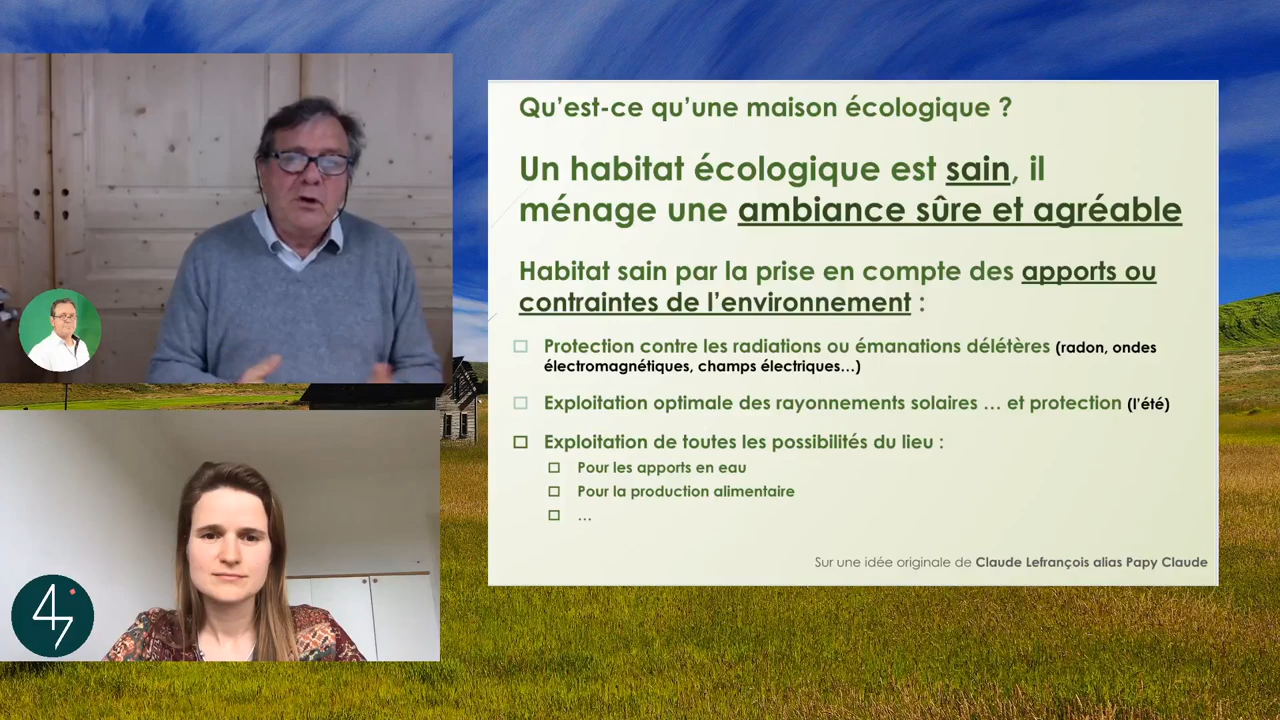 Qu'est-ce qu'une maison écologique ?
Un habitat écologique est sain, il
ménage une ambiance sûre et agréable
Habitat sain par la prise en compte des apports ou
contraintes de l'environnement :
Protection contre les radiations ou émanations délétères (radon, ondes
électromagnétiques, champs électriques…)
Exploitation optimale des rayonnements solaires … et protection (l'été)
Exploitation de toutes les possibilités du lieu :
Pour les apports en eau
Pour la production alimentaire
…
Sur une idée originale de Claude Lefrançois alias Papy Claude
47